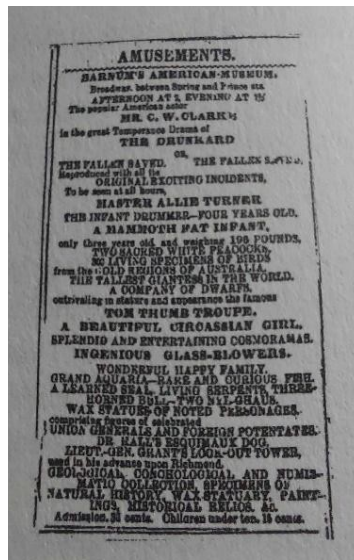 AMUSEMENTS.
BARNUM'S AMERICAN MUSEUM,
Broadway, between Spring and Prince sts.
AFTERNOON AT 2, EVENING AT
The popular American actor
MR. C. W. CLARKE
in the great Temperance Drama of
THE DRUNKARD
OR,
THE FALLEN SAVED. THE FALLEN SAVED.
Reproduced with all its
ORIGINAL EXCITING INCIDENTS,
To be seen at all hours,
MASTER ALLIE TURNER
THE INFANT DRUMMER—FOUR YEARS OLD.
A MAMMOTH FAT INFANT,
only three years old and weighing 196 POUNDS,
TWO SACRED WHITE PEACOCKS,
LIVING SPECIMENS OF BIRDS
from the GOLD REGIONS OF AUSTRALIA.
THE TALLEST GIANTESS IN THE WORLD.
A COMPANY OF DWARFS,
outrivaling in stature and appearance the famous
TOM THUMB TROUPE.
A BEAUTIFUL CIRCASSIAN GIRL.
SPLENDID AND ENTERTAINING COSMORAMAS.
INGENIOUS GLASS-BLOWERS.
WONDERFUL HAPPY FAMILY.
GRAND AQUARIA—RARE AND CURIOUS FISH.
A LEARNED SEAL, LIVING SERPENTS, THREE-
HORNED BULL—TWO NYL-GHAUS.
WAX STATUES OF NOTED PERSONAGES,
comprising figures of celebrated
UNION GENERALS AND FOREIGN POTENTATES.
DR. HALL'S ESQUIMAUX DOG.
LIEUT.-GEN. GRANT'S LOOK-OUT TOWER,
used in his advance upon Richmond.
GEOLOGICAL, CONCHOLOGICAL AND NUMIS-
MATIC COLLECTION, SPECIMENS OF
NATURAL HISTORY, WAX STATUARY, PAINT-
INGS, HISTORICAL RELICS, &c.
Admission, 30 cents. Children under ten, 15 cents.